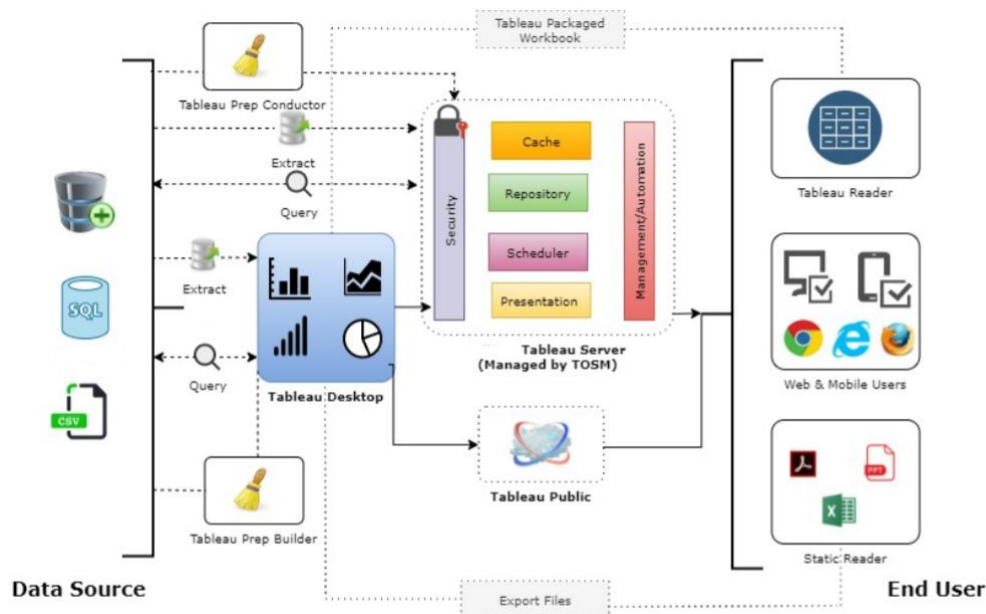 Tableau Packaged
Workbook
Tableau Prep Conductor
Extract
Query
Extract
Query
SQL
CSV
Tableau Desktop
Tableau Prep Builder
Data Source
Security
Cache
Repository
Scheduler
Presentation
Management/Automation
Tableau Server
(Managed by TOSM)
Tableau Public
Export Files
Tableau Reader
Web & Mobile Users
PPT
X
Static Reader
End User